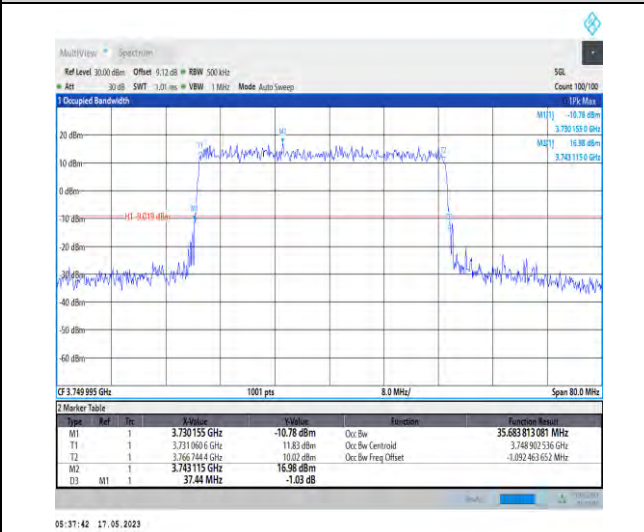 MultiView Spectrum
Ref Level 30.00 dBm Offset 9.12 dB RBW 500 kHz SGL
Att 30 dB SWT 1.01 ms VBW 1 MHz Mode Auto Sweep Count 100/100
1 Occupied Bandwidth 1Pk Max
M1[1] -10.78 dBm
3.730 155 0 GHz
M2[1] 16.98 dBm
3.743 115 0 GHz
20 dBm
M2
T1
T2
10 dBm
0 dBm
M1
-10 dBm
H1 -9.019 dBm
-20 dBm
-30 dBm
-40 dBm
-50 dBm
-60 dBm
CF 3.749 995 GHz 1001 pts 8.0 MHz/ Span 80.0 MHz
2 Marker Table
Type Ref Trc X-Value Y-Value Function Function Result
M1 1 3.730155 GHz -10.78 dBm Occ Bw 35.683 813 081 MHz
T1 1 3.731 060 6 GHz 11.83 dBm Occ Bw Centroid 3.748 902 536 GHz
T2 1 3.766 744 4 GHz 10.02 dBm Occ Bw Freq Offset -1.092 463 652 MHz
M2 1 3.743 115 GHz 16.98 dBm
D3 M1 1 37.44 MHz -1.03 dB
05:37:42 17.05.2023